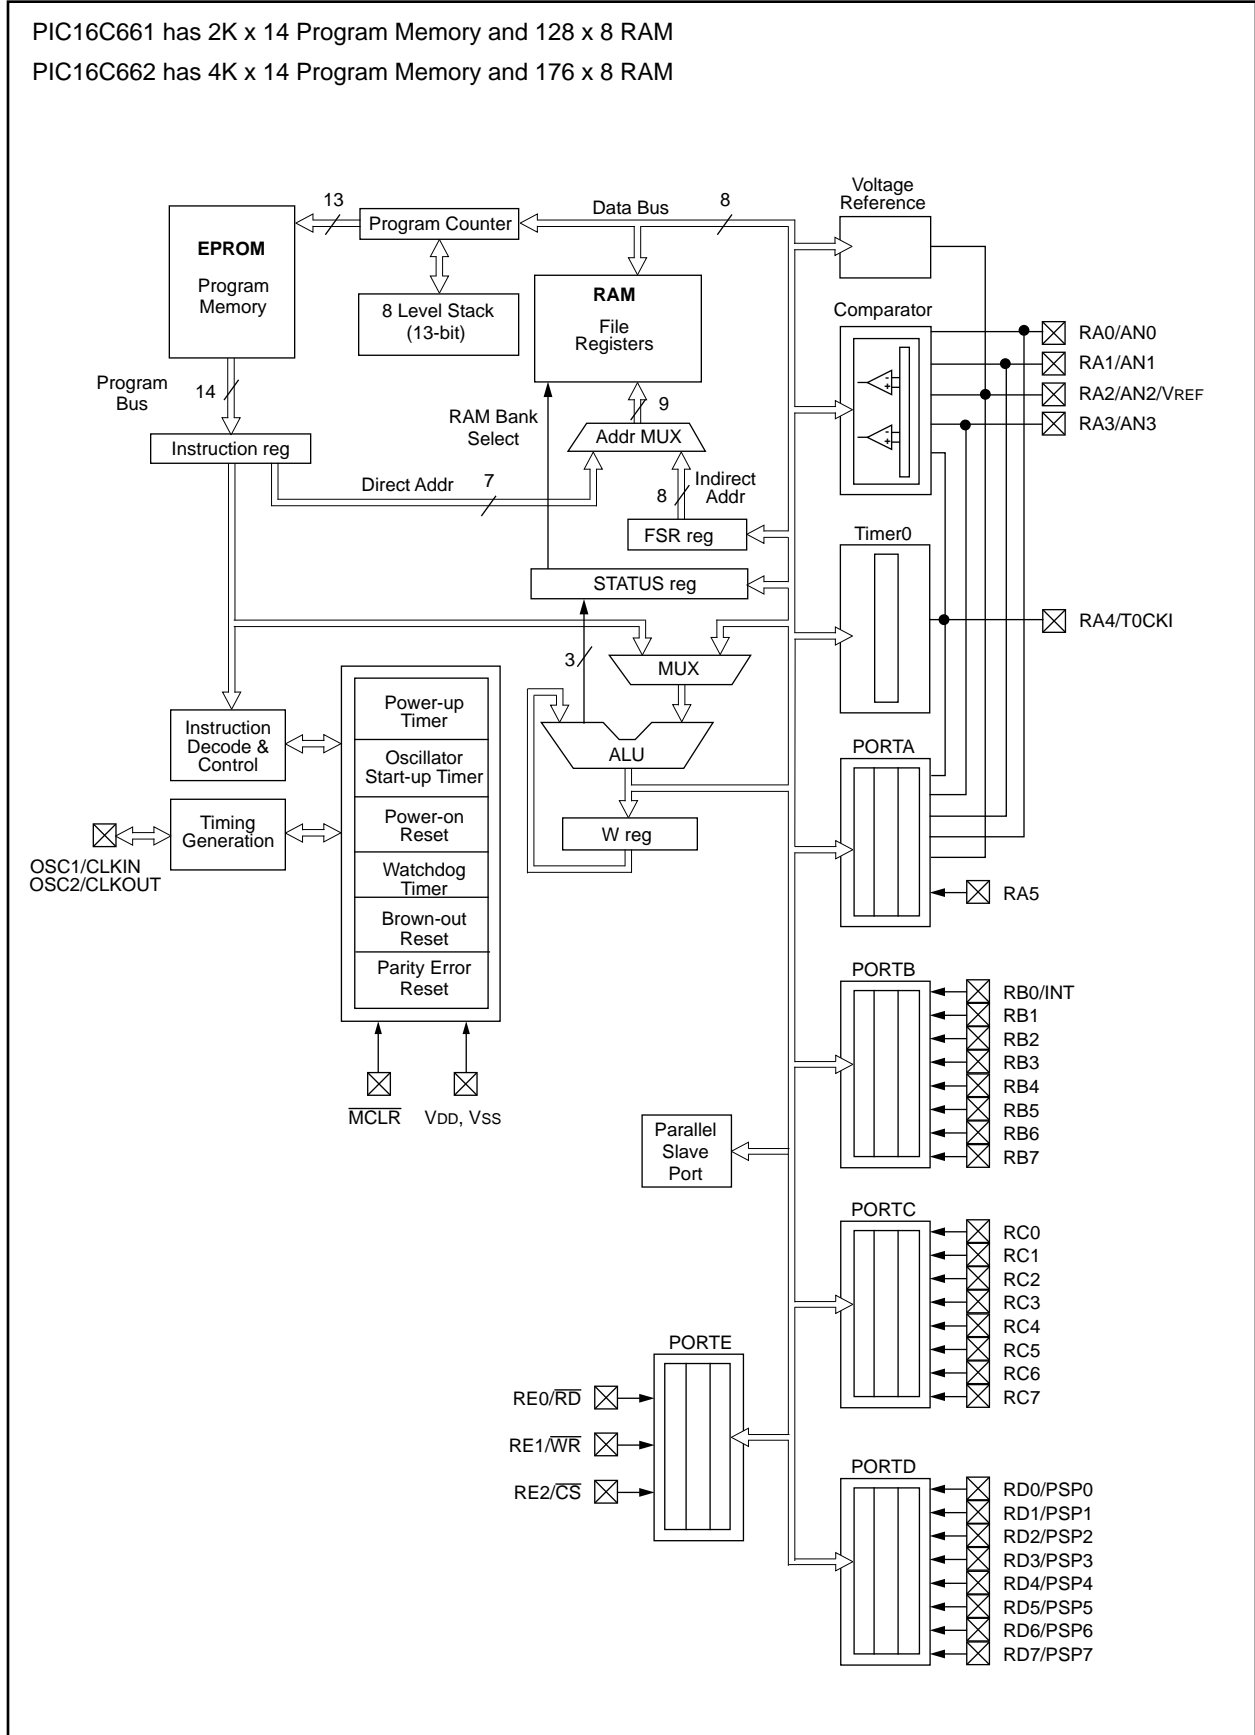 PIC16C661 has 2K x 14 Program Memory and 128 x 8 RAM
PIC16C662 has 4K x 14 Program Memory and 176 x 8 RAM
EPROM
Program
Memory
13
Program Counter
8 Level Stack
(13-bit)
Data Bus
8
RAM
File
Registers
Voltage
Reference
Comparator
-
+
-
+
RA0/AN0
RA1/AN1
RA2/AN2/VREF
RA3/AN3
Program
Bus
14
Instruction reg
RAM Bank
Select
9
Addr MUX
Direct Addr
7
8
Indirect
Addr
FSR reg
STATUS reg
Timer0
RA4/T0CKI
3
MUX
ALU
W reg
Instruction
Decode &
Control
Timing
Generation
OSC1/CLKIN
OSC2/CLKOUT
Power-up
Timer
Oscillator
Start-up Timer
Power-on
Reset
Watchdog
Timer
Brown-out
Reset
Parity Error
Reset
MCLR
VDD, VSS
PORTA
RA5
PORTB
RB0/INT
RB1
RB2
RB3
RB4
RB5
RB6
RB7
Parallel
Slave
Port
PORTC
RC0
RC1
RC2
RC3
RC4
RC5
RC6
RC7
PORTE
RE0/RD
RE1/WR
RE2/CS
PORTD
RD0/PSP0
RD1/PSP1
RD2/PSP2
RD3/PSP3
RD4/PSP4
RD5/PSP5
RD6/PSP6
RD7/PSP7